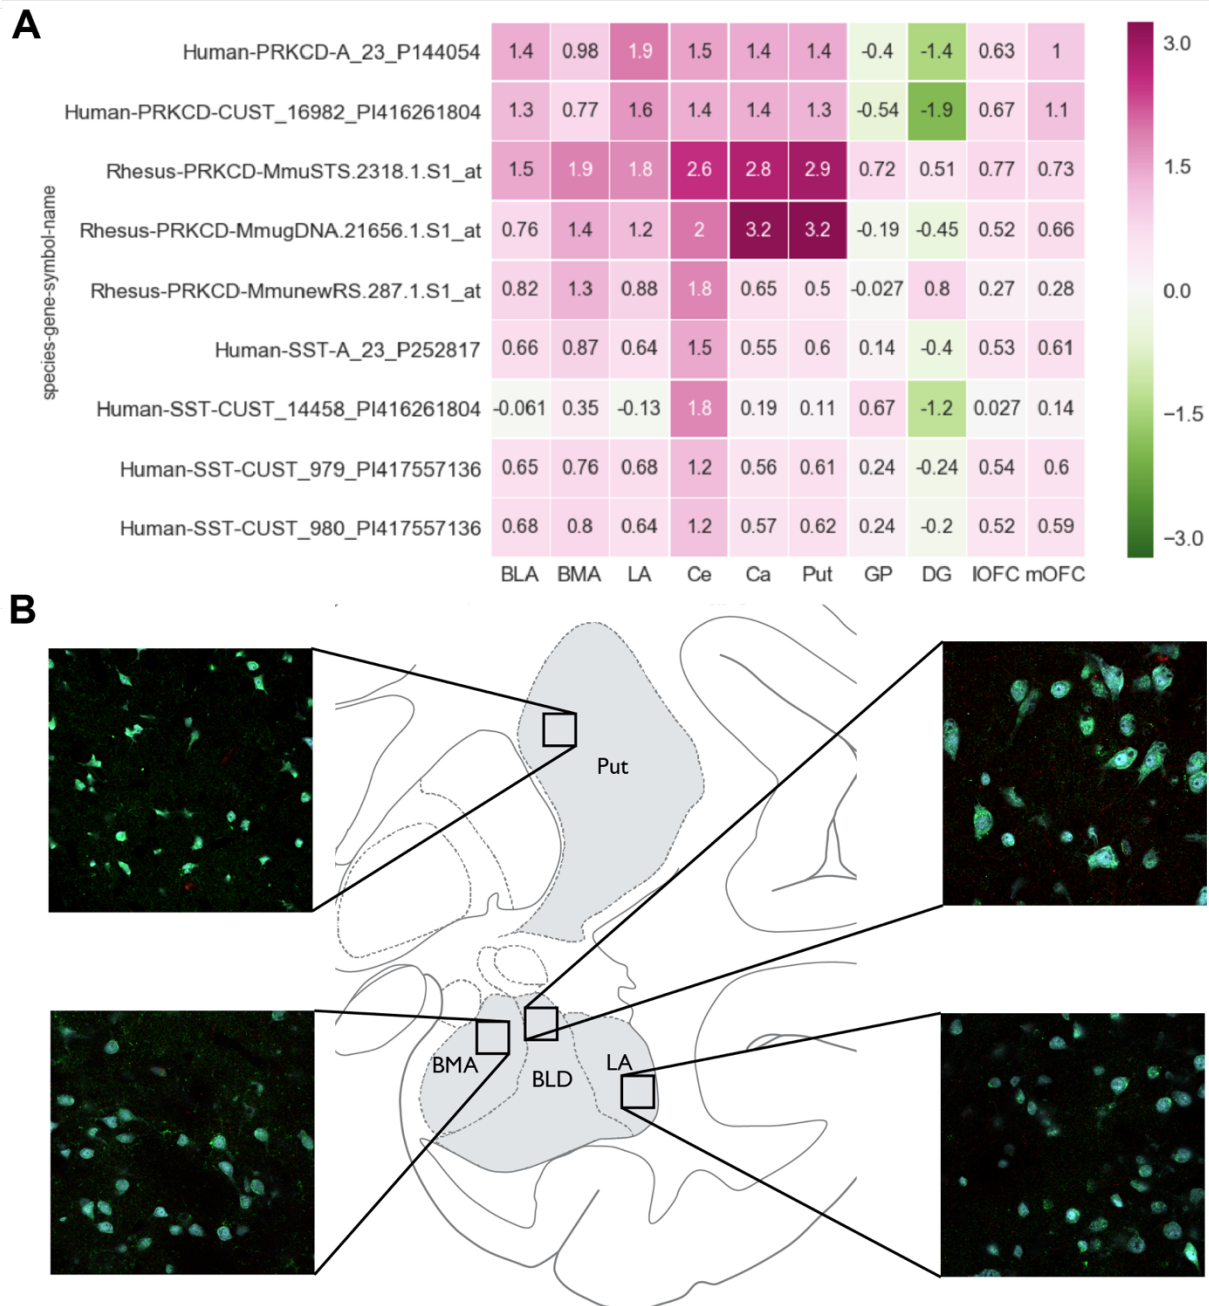 A
Human-PRKCD-A_23_P144054 1.4 0.98 1.9 1.5 1.4 1.4 -0.4 -1.4 0.63 1
Human-PRKCD-CUST_16982_PI416261804 1.3 0.77 1.6 1.4 1.4 1.3 -0.54 -1.9 0.67 1.1
Rhesus-PRKCD-MmuSTS.2318.1.S1_at 1.5 1.9 1.8 2.6 2.8 2.9 0.72 0.51 0.77 0.73
Rhesus-PRKCD-MmugDNA.21656.1.S1_at 0.76 1.4 1.2 2 3.2 3.2 -0.19 -0.45 0.52 0.66
Rhesus-PRKCD-MmunewRS.287.1.S1_at 0.82 1.3 0.88 1.8 0.65 0.5 -0.027 0.8 0.27 0.28
Human-SST-A_23_P252817 0.66 0.87 0.64 1.5 0.55 0.6 0.14 -0.4 0.53 0.61
Human-SST-CUST_14458_PI416261804 -0.061 0.35 -0.13 1.8 0.19 0.11 0.67 -1.2 0.027 0.14
Human-SST-CUST_979_PI417557136 0.65 0.76 0.68 1.2 0.56 0.61 0.24 -0.24 0.54 0.6
Human-SST-CUST_980_PI417557136 0.68 0.8 0.64 1.2 0.57 0.62 0.24 -0.2 0.52 0.59
BLA BMA LA Ce Ca Put GP DG lOFC mOFC
species-gene-symbol-name
3.0
1.5
0.0
−1.5
−3.0
B
Put
BMA
BLD
LA